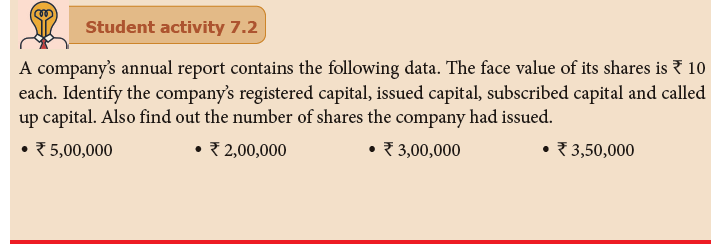 Student activity 7.2
A company's annual report contains the following data. The face value of its shares is ₹ 10
each. Identify the company's registered capital, issued capital, subscribed capital and called
up capital. Also find out the number of shares the company had issued.
• ₹ 5,00,000 • ₹ 2,00,000 • ₹ 3,00,000 • ₹ 3,50,000